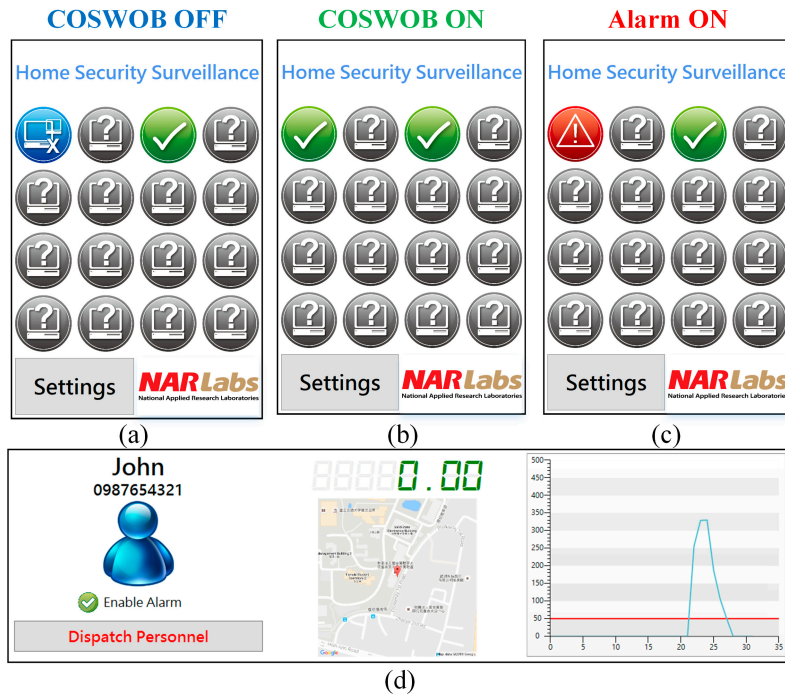 COSWOB OFF
COSWOB ON
Alarm ON
Home Security Surveillance
Home Security Surveillance
Home Security Surveillance
Settings
NARLabs
National Applied Research Laboratories
Settings
NARLabs
National Applied Research Laboratories
Settings
NARLabs
National Applied Research Laboratories
(a)
(b)
(c)
John
0987654321
Enable Alarm
Dispatch Personnel
0.00
Google
500
450
400
350
300
250
200
150
100
50
0
0
5
10
15
20
25
30
35
(d)